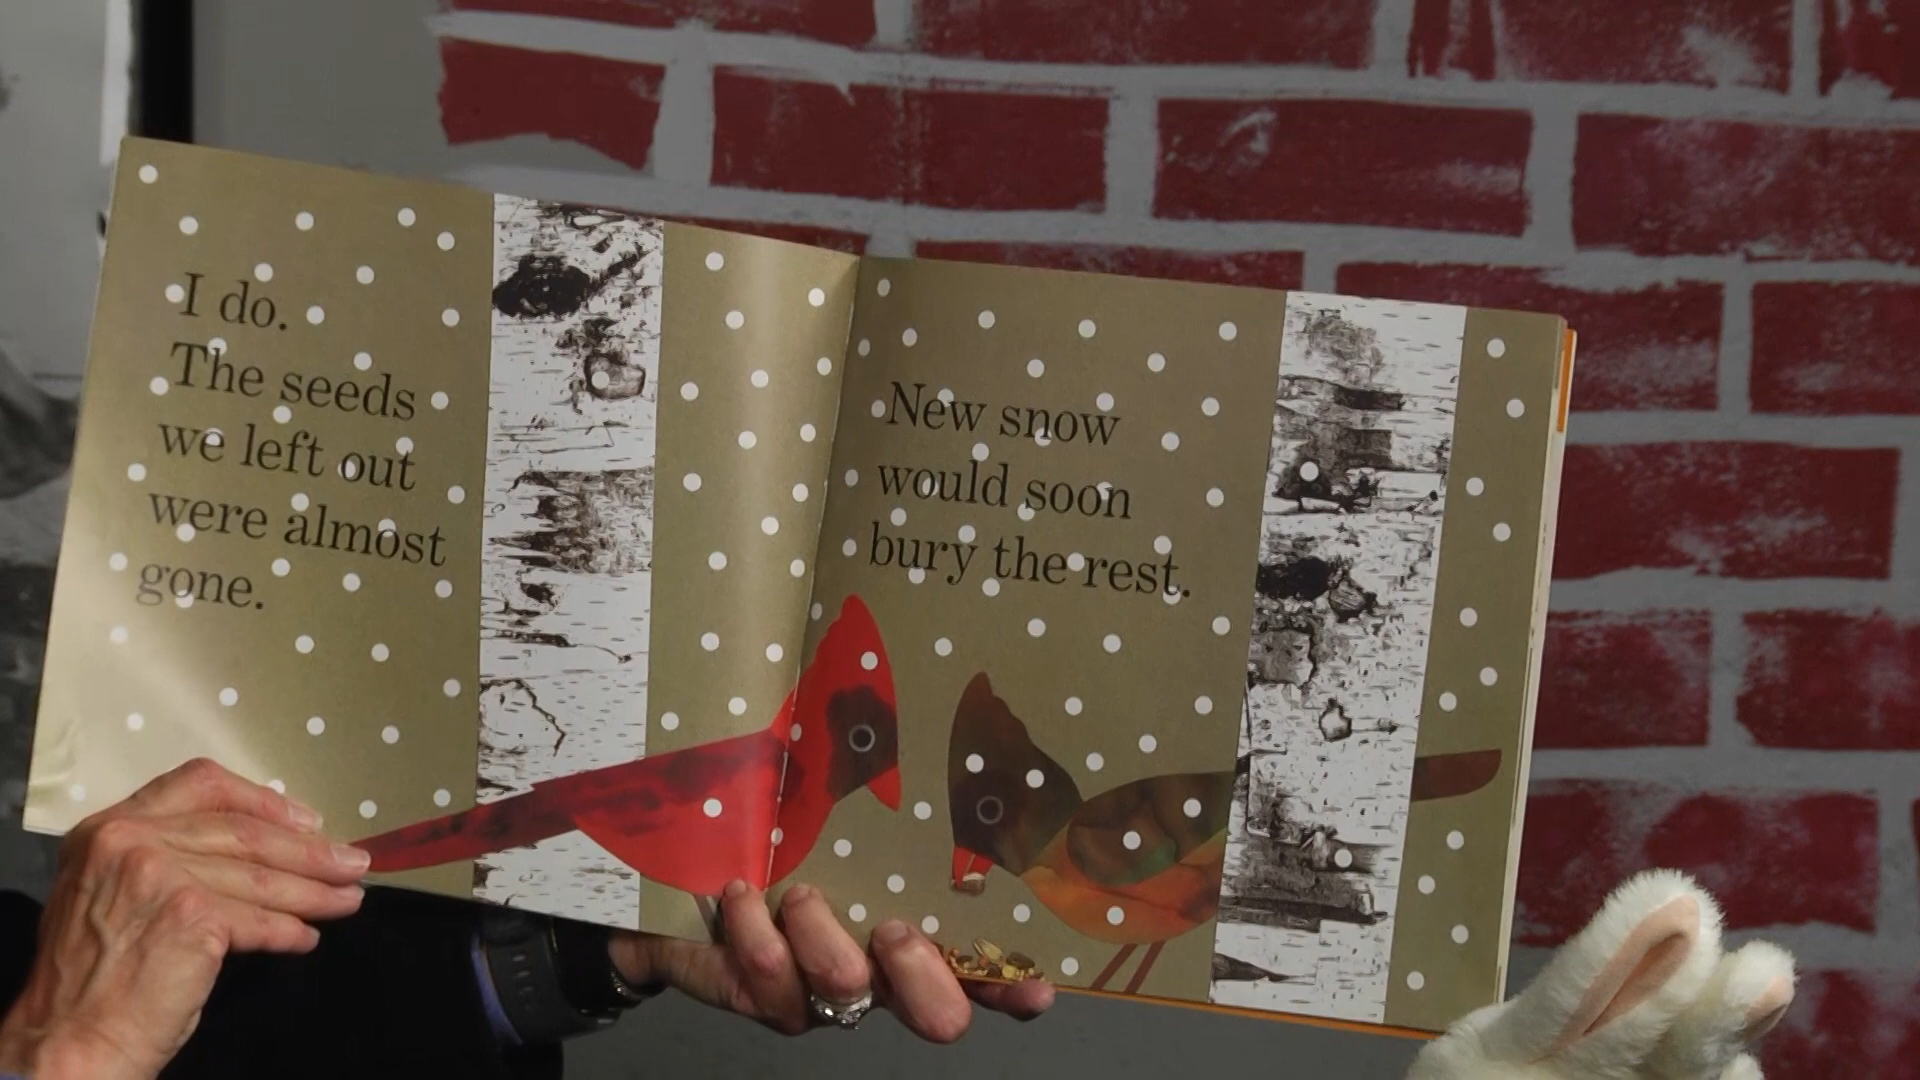 I do.
The seeds
we left out
were almost
gone.
New snow
would soon
bury the rest.